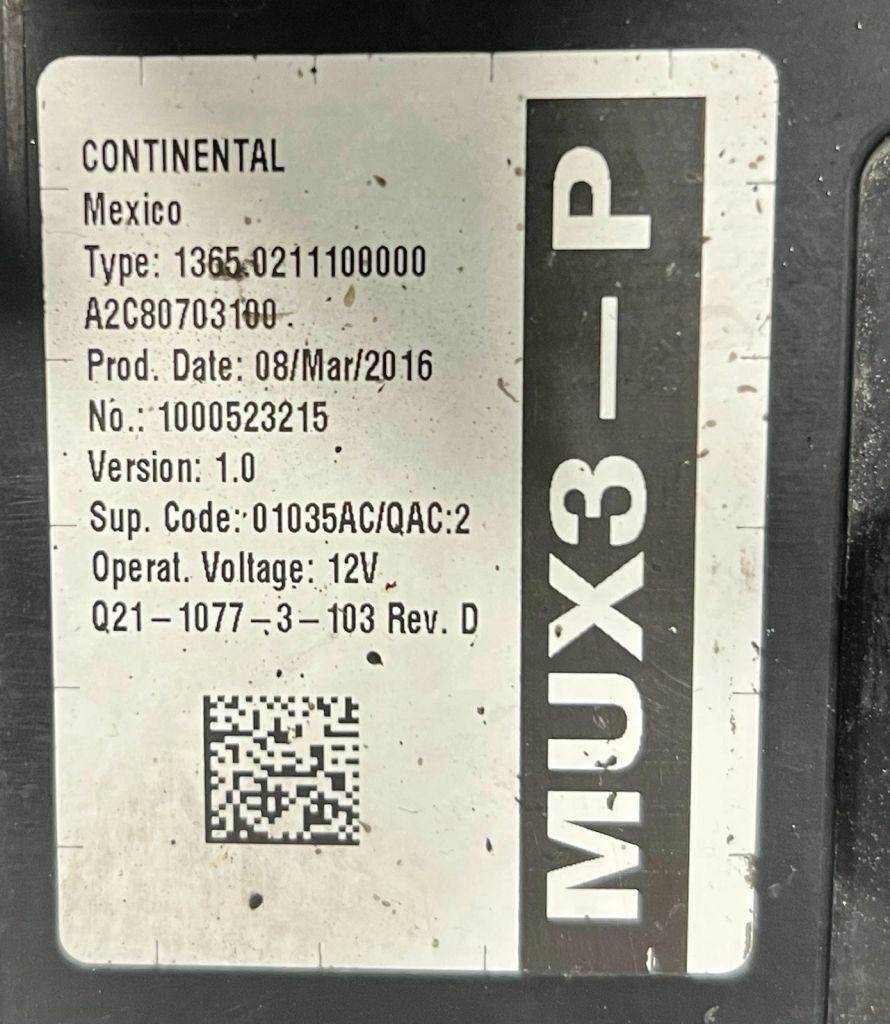 CONTINENTAL
Mexico
Type: 1365.0211100000
A2C80703100
Prod. Date: 08/Mar/2016
No.: 1000523215
Version: 1.0
Sup. Code: 01035AC/QAC:2
Operat. Voltage: 12V
Q21-1077-3-103 Rev. D
MUX3-P